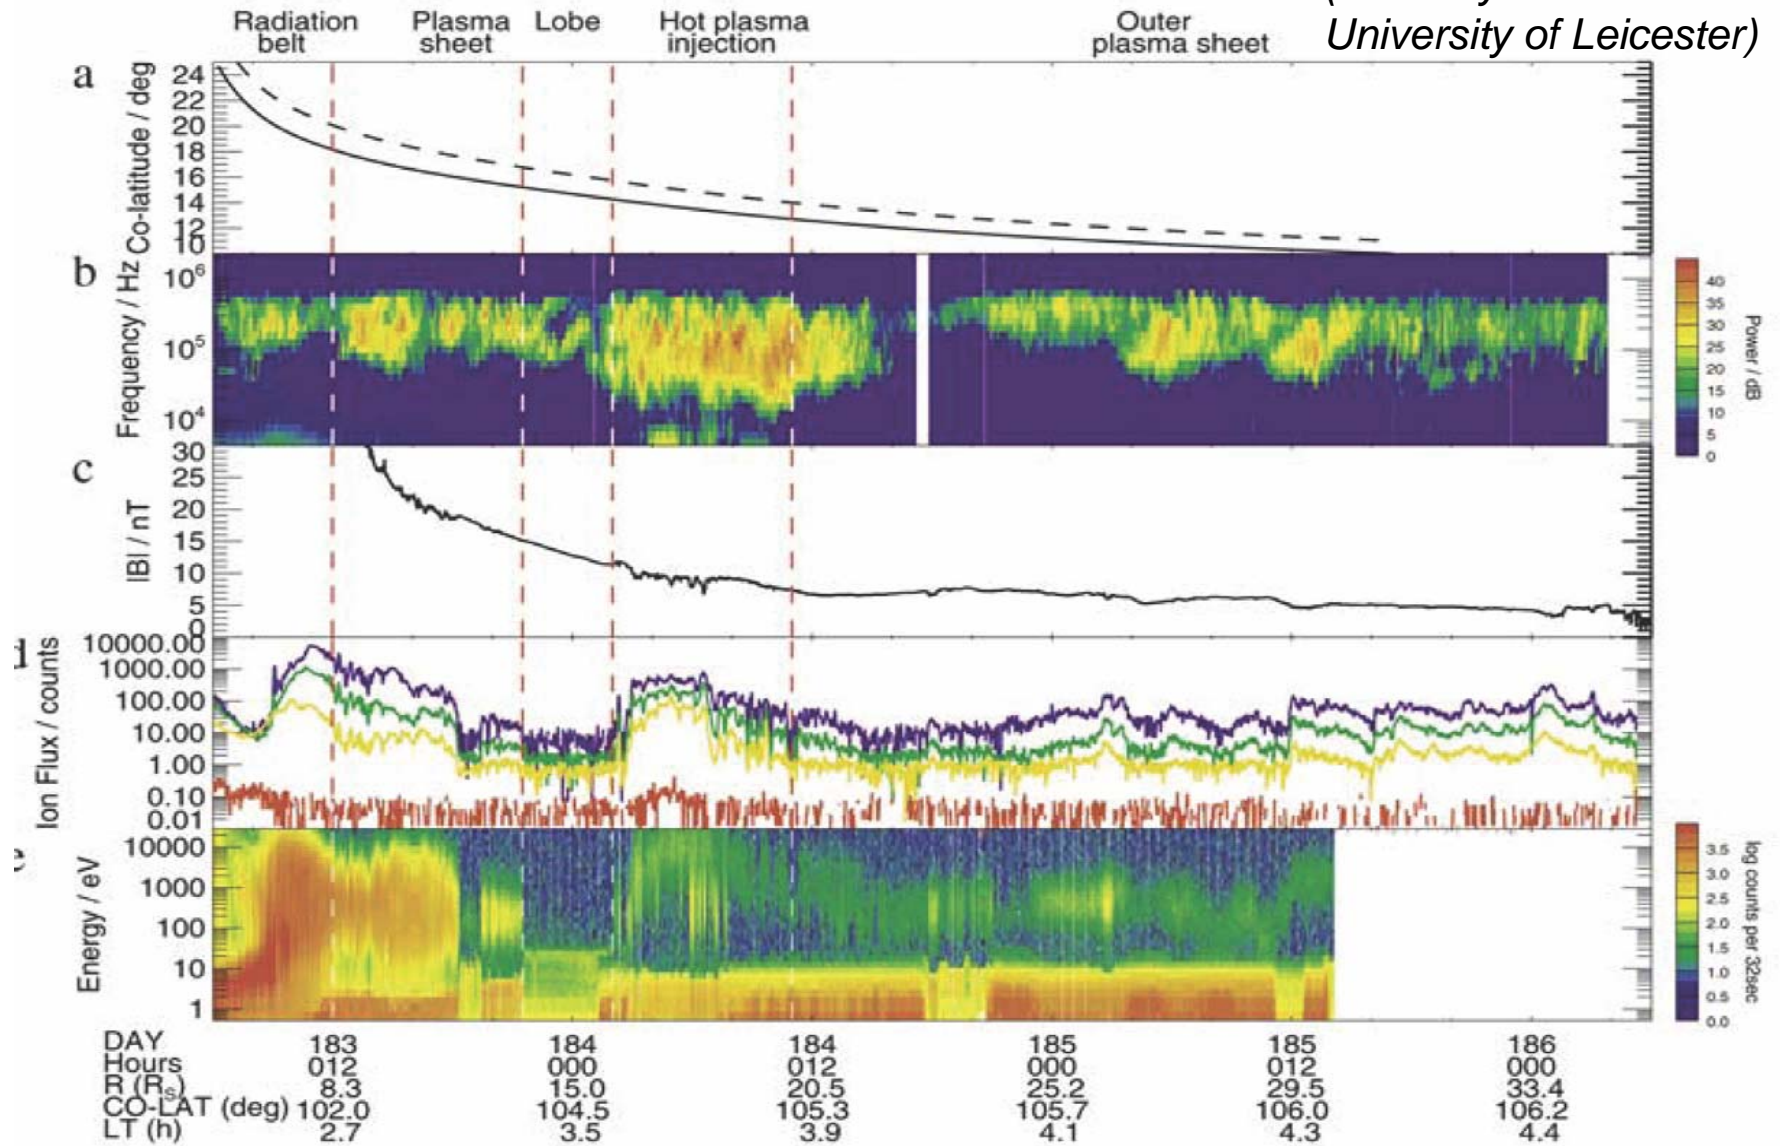 University of Leicester)
Radiation belt
Plasma sheet
Lobe
Hot plasma injection
Outer plasma sheet
a
Co-latitude / deg
24
22
20
18
16
14
12
10
b
Frequency / Hz
10⁶
10⁵
10⁴
Power / dB
40
35
30
25
20
15
10
5
0
c
IBI / nT
30
25
20
15
10
5
0
Ion Flux / counts
10000.00
1000.00
100.00
10.00
1.00
0.10
0.01
Energy / eV
10000
1000
100
10
1
log counts per 32sec
3.5
3.0
2.5
2.0
1.5
1.0
0.5
0.0
DAY 183 184 184 185 185 186
Hours 012 000 012 000 012 000
R (Rₛ) 8.3 15.0 20.5 25.2 29.5 33.4
CO-LAT (deg) 102.0 104.5 105.3 105.7 106.0 106.2
LT (h) 2.7 3.5 3.9 4.1 4.3 4.4